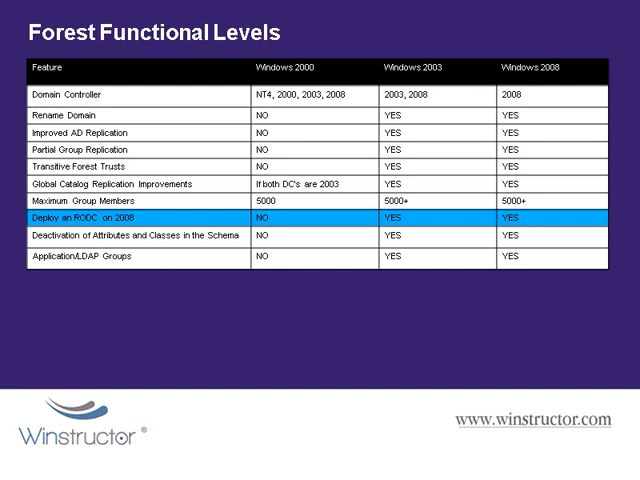 Forest Functional Levels
Feature Windows 2000 Windows 2003 Windows 2008
Domain Controller NT4, 2000, 2003, 2008 2003, 2008 2008
Rename Domain NO YES YES
Improved AD Replication NO YES YES
Partial Group Replication NO YES YES
Transitive Forest Trusts NO YES YES
Global Catalog Replication Improvements If both DC's are 2003 YES YES
Maximum Group Members 5000 5000+ 5000+
Deploy an RODC on 2008 NO YES YES
Deactivation of Attributes and Classes in the Schema NO YES YES
Application/LDAP Groups NO YES YES
Winstructor ®
www.winstructor.com